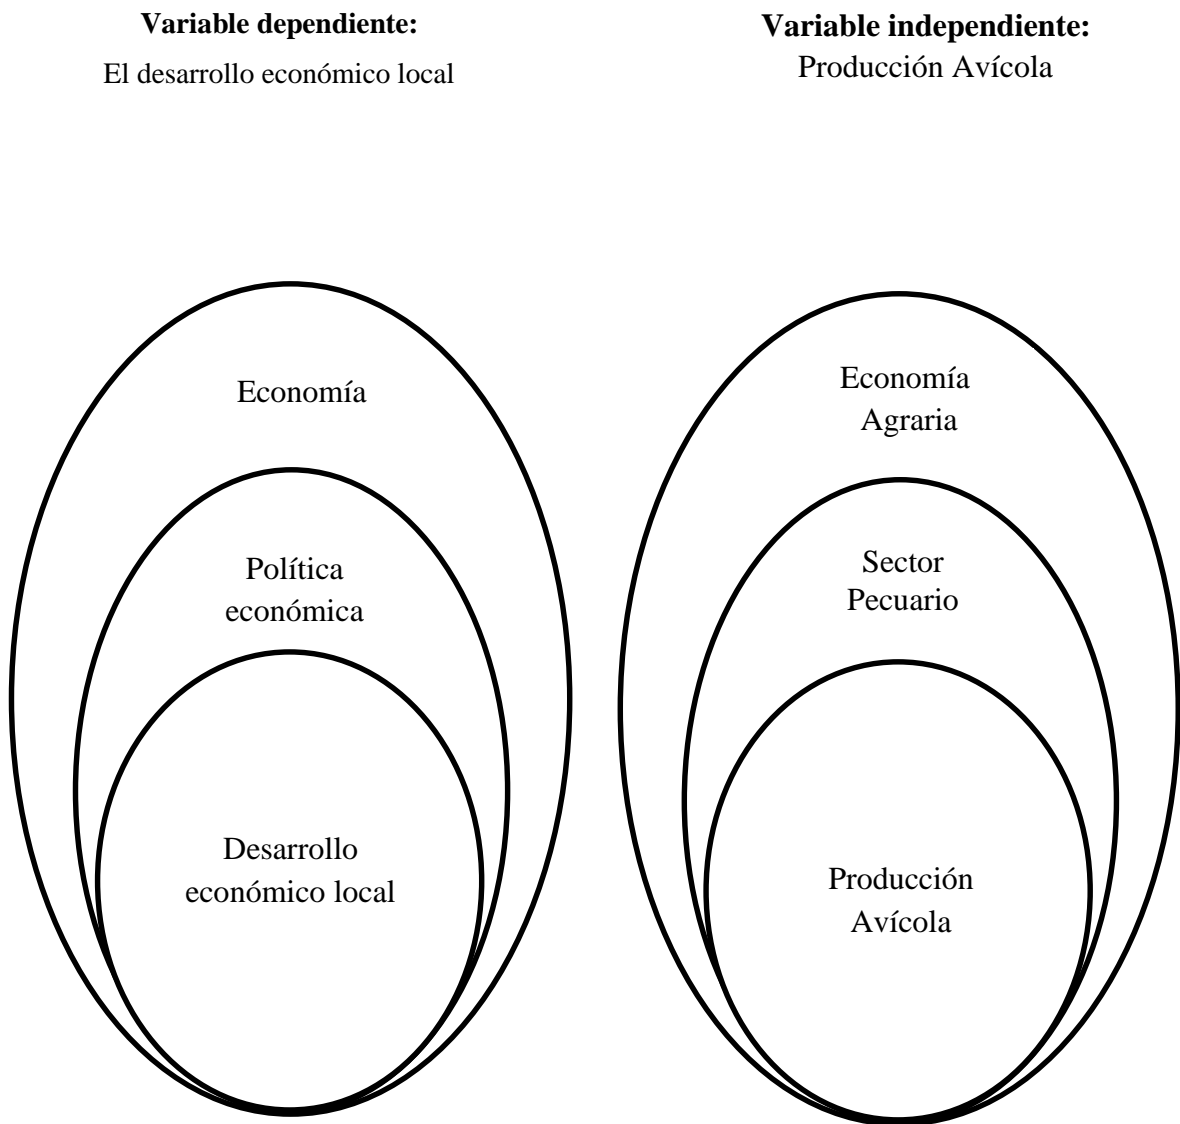 Variable dependiente:
El desarrollo económico local
Variable independiente:
Producción Avícola
Economía
Política
económica
Desarrollo
económico local
Economía
Agraria
Sector
Pecuario
Producción
Avícola